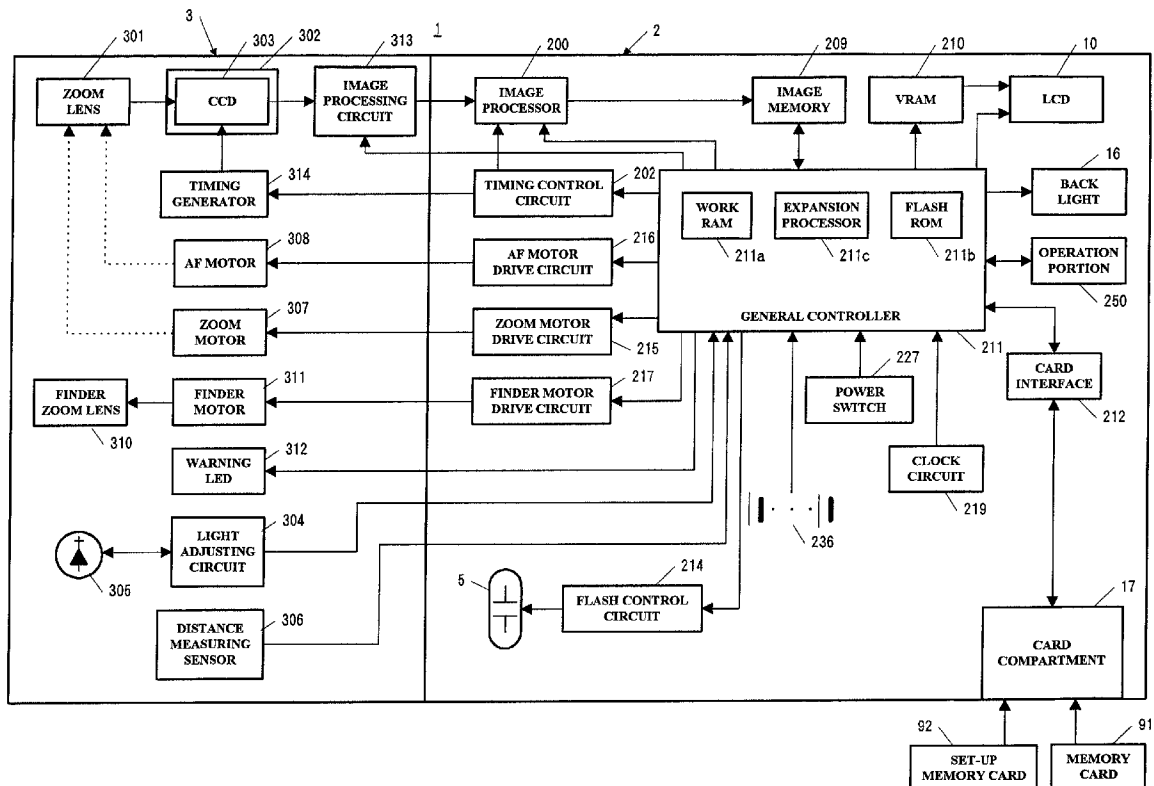 3
1
2
301
303
302
313
200
209
210
10
ZOOM
LENS
CCD
IMAGE
PROCESSING
CIRCUIT
IMAGE
PROCESSOR
IMAGE
MEMORY
VRAM
LCD
314
202
16
TIMING
GENERATOR
TIMING CONTROL
CIRCUIT
WORK
RAM
EXPANSION
PROCESSOR
FLASH
ROM
BACK
LIGHT
211a
211c
211b
308
216
AF MOTOR
AF MOTOR
DRIVE CIRCUIT
OPERATION
PORTION
250
307
ZOOM
MOTOR
ZOOM MOTOR
DRIVE CIRCUIT
215
GENERAL CONTROLLER
211
311
217
227
FINDER
ZOOM LENS
310
FINDER
MOTOR
FINDER MOTOR
DRIVE CIRCUIT
POWER
SWITCH
CARD
INTERFACE
212
312
WARNING
LED
CLOCK
CIRCUIT
219
304
LIGHT
ADJUSTING
CIRCUIT
305
236
5
214
FLASH CONTROL
CIRCUIT
306
DISTANCE
MEASURING
SENSOR
17
CARD
COMPARTMENT
92
91
SET-UP
MEMORY CARD
MEMORY
CARD